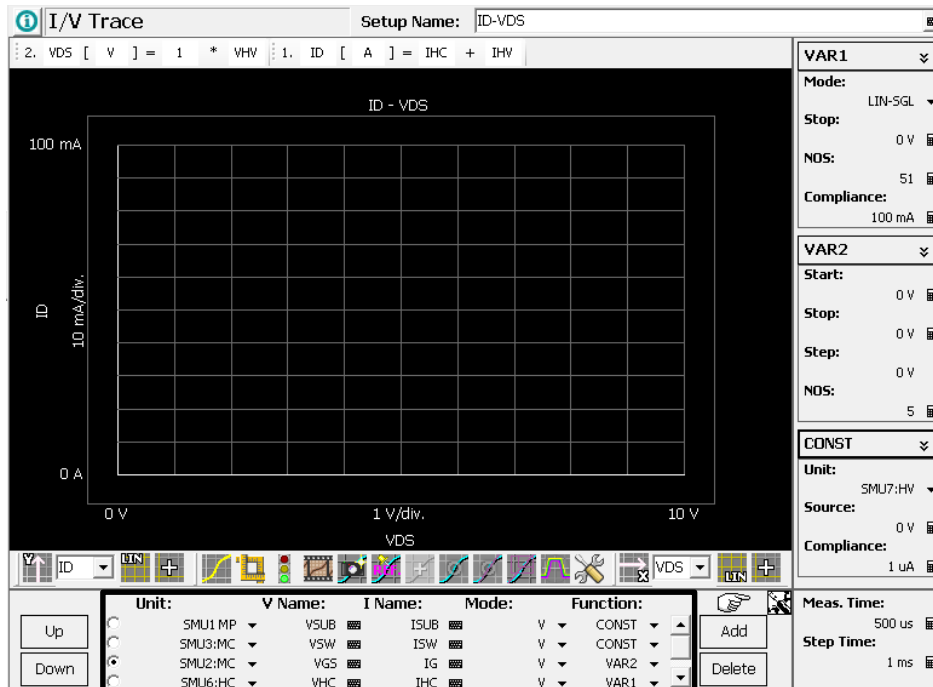 I/V Trace Setup Name: ID-VDS
2. VDS [ V ] = 1 * VHV 1. ID [ A ] = IHC + IHV
ID - VDS
100 mA
ID
10 mA/div.
0 A
0 V 1 V/div. 10 V
VDS
Y ID LIN X VDS LIN
Unit: V Name: I Name: Mode: Function:
Up
Down
SMU1 MP VSUB ISUB V CONST
SMU3:MC VSW ISW V CONST
SMU2:MC VGS IG V VAR2
SMU6:HC VHC IHC V VAR1
Add
Delete
VAR1
Mode:
LIN-SGL
Stop:
0 V
NOS:
51
Compliance:
100 mA
VAR2
Start:
0 V
Stop:
0 V
Step:
0 V
NOS:
5
CONST
Unit:
SMU7:HV
Source:
0 V
Compliance:
1 uA
Meas. Time:
500 us
Step Time:
1 ms